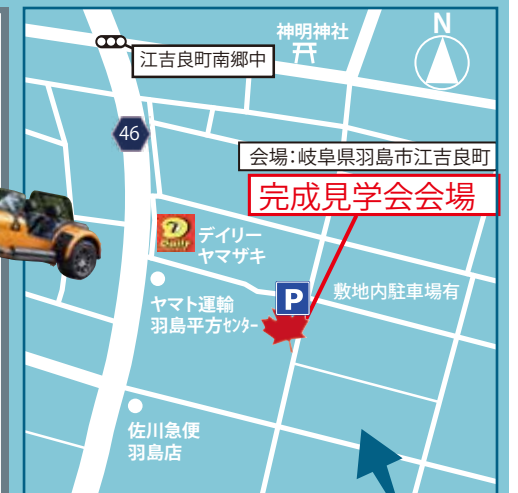 神明神社
N
江吉良町南郷中
46
会場:岐阜県羽島市江吉良町
完成見学会会場
Daily
デイリー
ヤマザキ
P
敷地内駐車場有
ヤマト運輸
羽島平方センター
佐川急便
羽島店